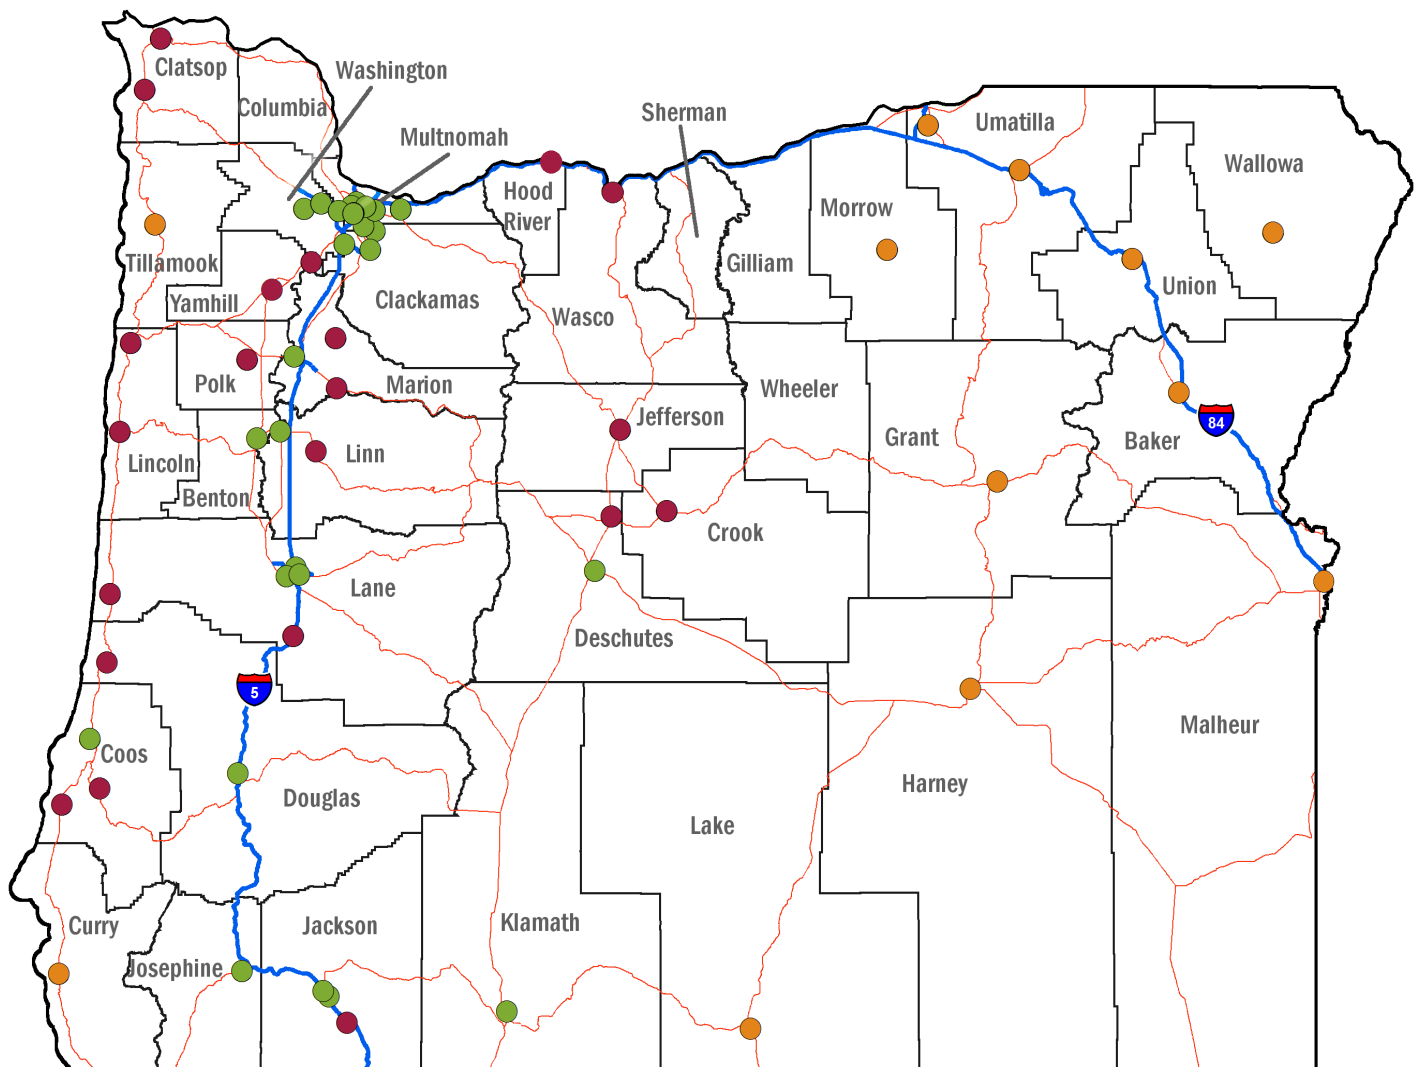 Clatsop
Washington
Columbia
Sherman
Multnomah
Umatilla
Wallowa
Hood
River
Morrow
Tillamook
Gilliam
Union
Yamhill
Clackamas
Wasco
Polk
Marion
Wheeler
Jefferson
84
Grant
Baker
Lincoln
Linn
Benton
Crook
Lane
Deschutes
5
Malheur
Coos
Harney
Douglas
Lake
Curry
Jackson
Klamath
Josephine